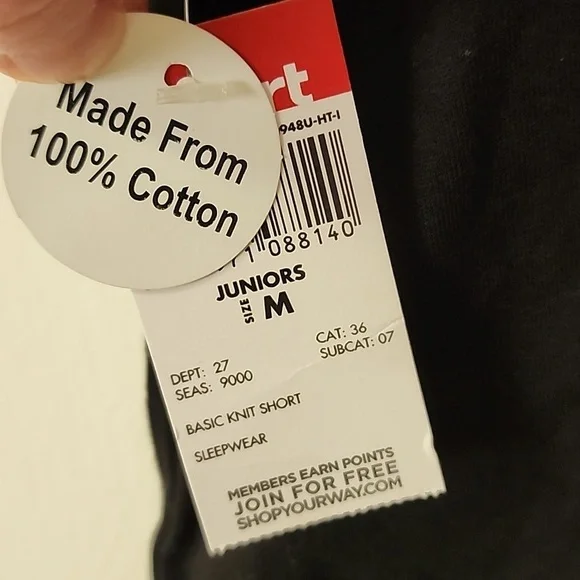 Made From
100% Cotton
rt
948U-HT-I
088140
JUNIORS
SIZE M
DEPT: 27 CAT: 36
SEAS: 9000 SUBCAT: 07
BASIC KNIT SHORT
SLEEPWEAR
MEMBERS EARN POINTS
JOIN FOR FREE
SHOPYOURWAY.COM